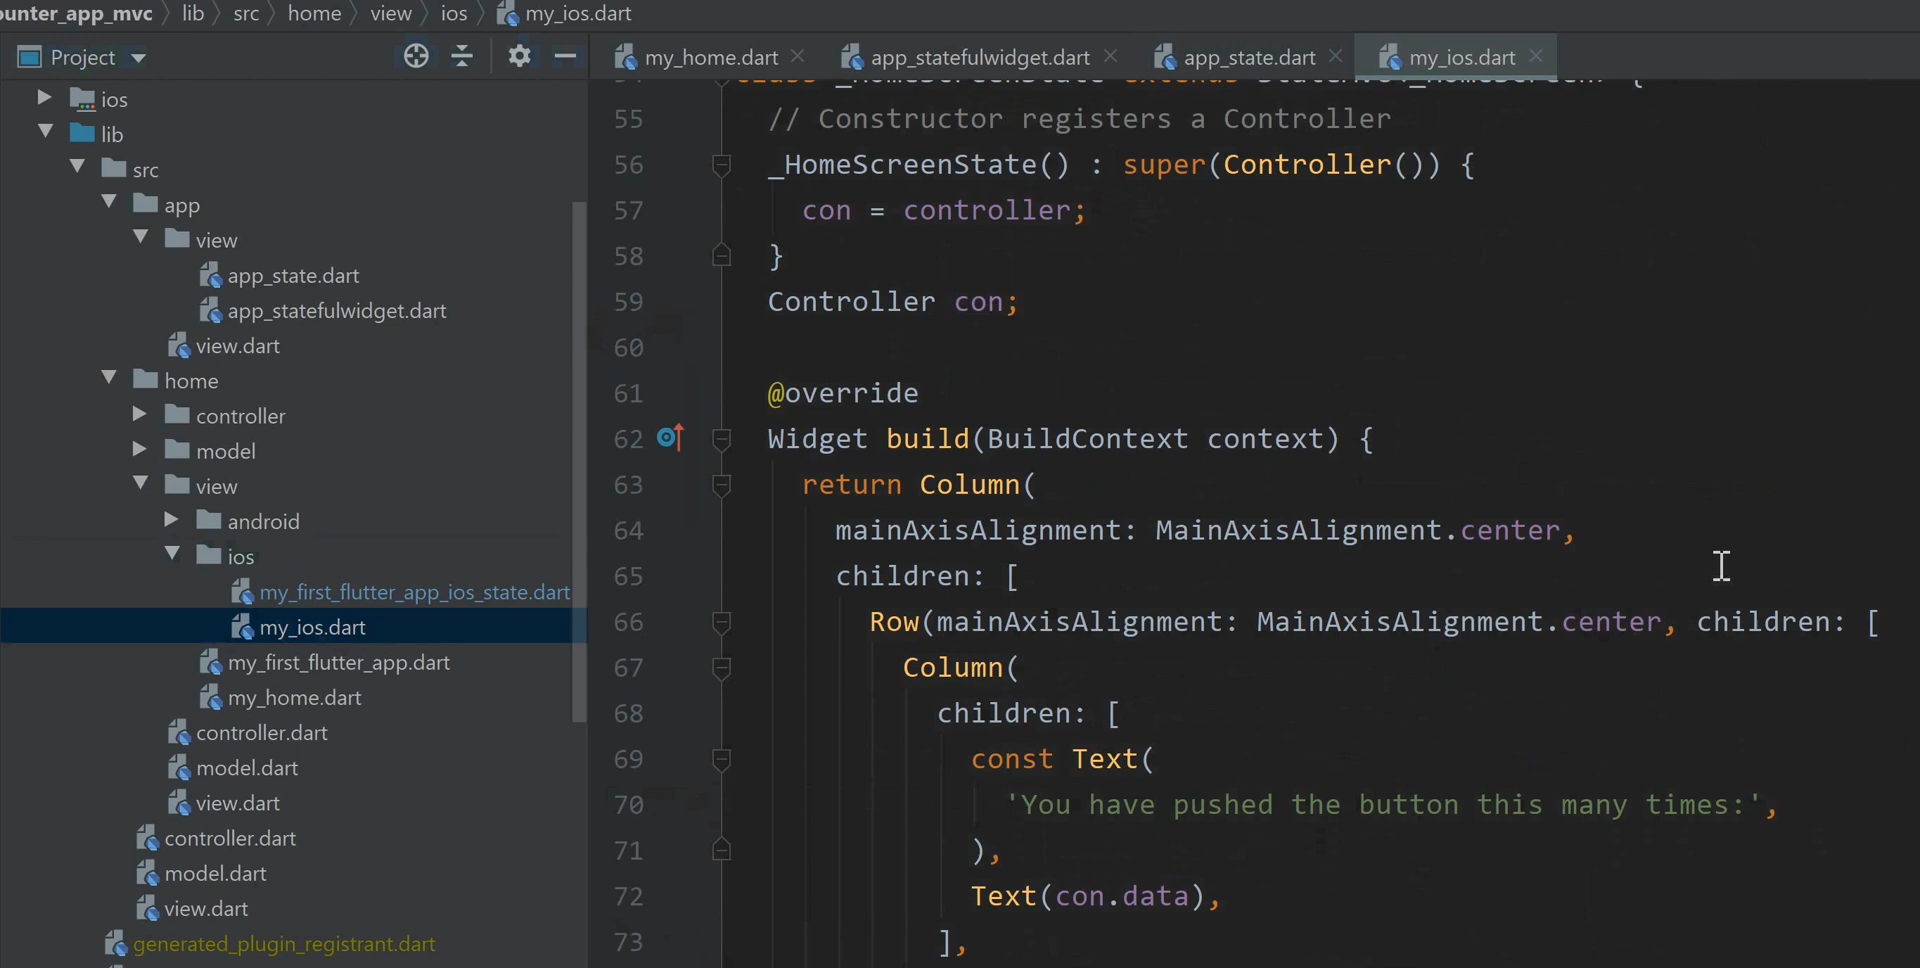 ounter_app_mvc lib src home view ios my_ios.dart
Project
my_home.dart app_statefulwidget.dart app_state.dart my_ios.dart
ios
lib
src
app
view
app_state.dart
app_statefulwidget.dart
view.dart
home
controller
model
view
android
ios
my_first_flutter_app_ios_state.dart
my_ios.dart
my_first_flutter_app.dart
my_home.dart
controller.dart
model.dart
view.dart
controller.dart
model.dart
view.dart
generated_plugin_registrant.dart
class _HomeScreenState extends StateMVC<_HomeScreen> {
55 // Constructor registers a Controller
56 _HomeScreenState() : super(Controller()) {
57 con = controller;
58 }
59 Controller con;
60
61 @override
62 Widget build(BuildContext context) {
63 return Column(
64 mainAxisAlignment: MainAxisAlignment.center,
65 children: [
66 Row(mainAxisAlignment: MainAxisAlignment.center, children: [
67 Column(
68 children: [
69 const Text(
70 'You have pushed the button this many times:',
71 ),
72 Text(con.data),
73 ],